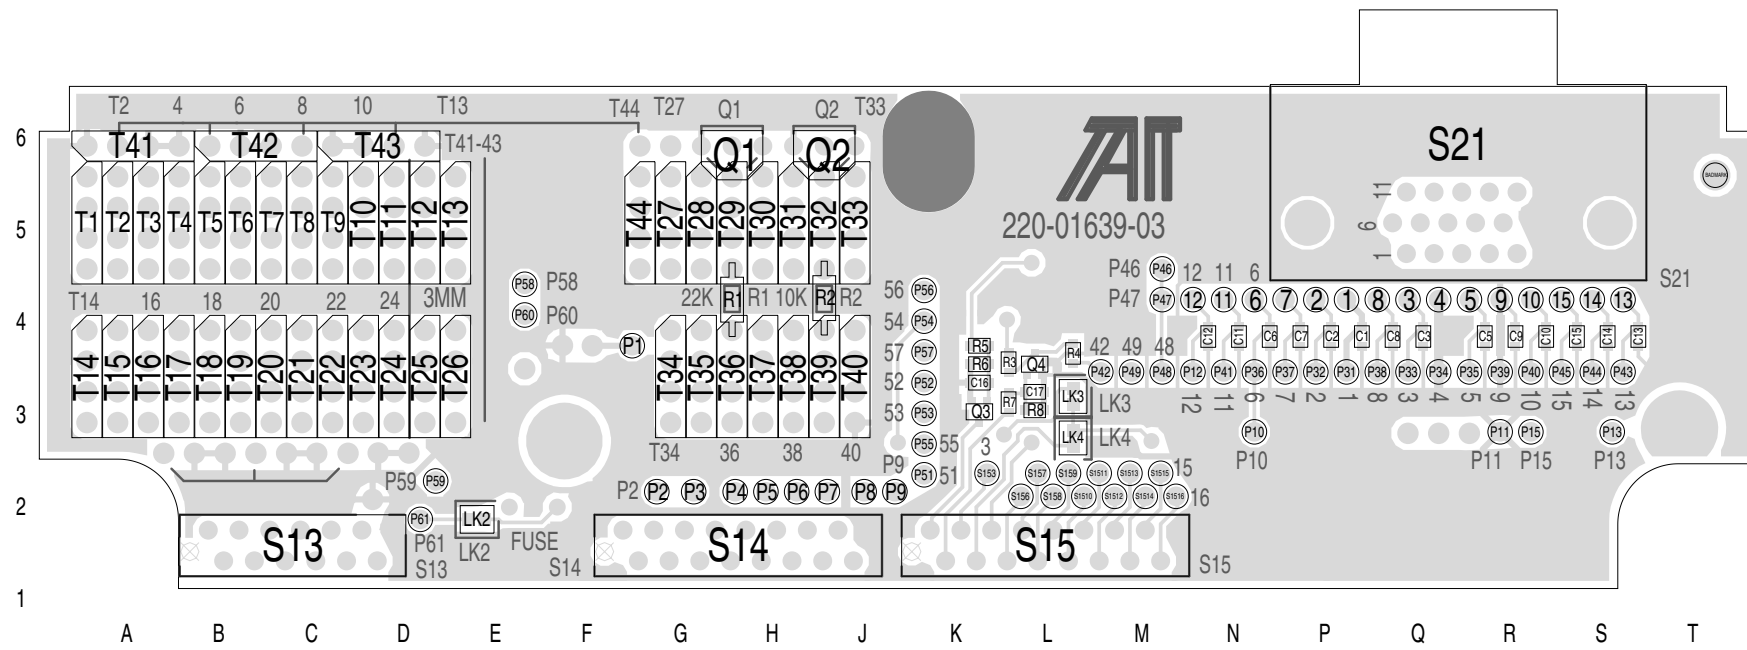 T2 4 6 8 10 T13 T44 T27 Q1 Q2 T33
6 T41 T42 T43 T41-43 Q1 Q2 TAIT S21
BADMARK
11
5 T1 T2 T3 T4 T5 T6 T7 T8 T9 T10 T11 T12 T13 T44 T27 T28 T29 T30 T31 T32 T33 220-01639-03 6
1
P58 P58 P46 P46 12 11 6 S21
T14 16 18 20 22 24 3MM 22K R1 R1 10K R2 R2 56 P56 P47 P47 12 11 6 7 2 1 8 3 4 5 9 10 15 14 13
4 P60 P60 54 P54
C12 C11 C6 C7 C2 C1 C8 C3 C5 C9 C10 C15 C14 C13
P1 57 P57 R5 R4 42 49 48
R6 R3 Q4
T14 T15 T16 T17 T18 T19 T20 T21 T22 T23 T24 T25 T26 T34 T35 T36 T37 T38 T39 T40 52 P52 C16 P42 P49 P48 P12 P41 P36 P37 P32 P31 P38 P33 P34 P35 P39 P40 P45 P44 P43
C17 LK3 LK3
3 53 P53 Q3 R7 R8 12 11 6 7 2 1 8 3 4 5 9 10 15 14 13
T34 36 38 40 P55 55 3 LK4 LK4 P10 P11 P15 P13
P9 P10 P11 P15 P13
P59 P59 P51 51 S153 S157 S159 S1511 S1513 S1515 15
2 P2 P2 P3 P4 P5 P6 P7 P8 P9 S156 S158 S1510 S1512 S1514 S1516 16
P61 LK2
S13 P61 LK2 FUSE S14 S15
S13 S14 S15
1
A B C D E F G H J K L M N P Q R S T